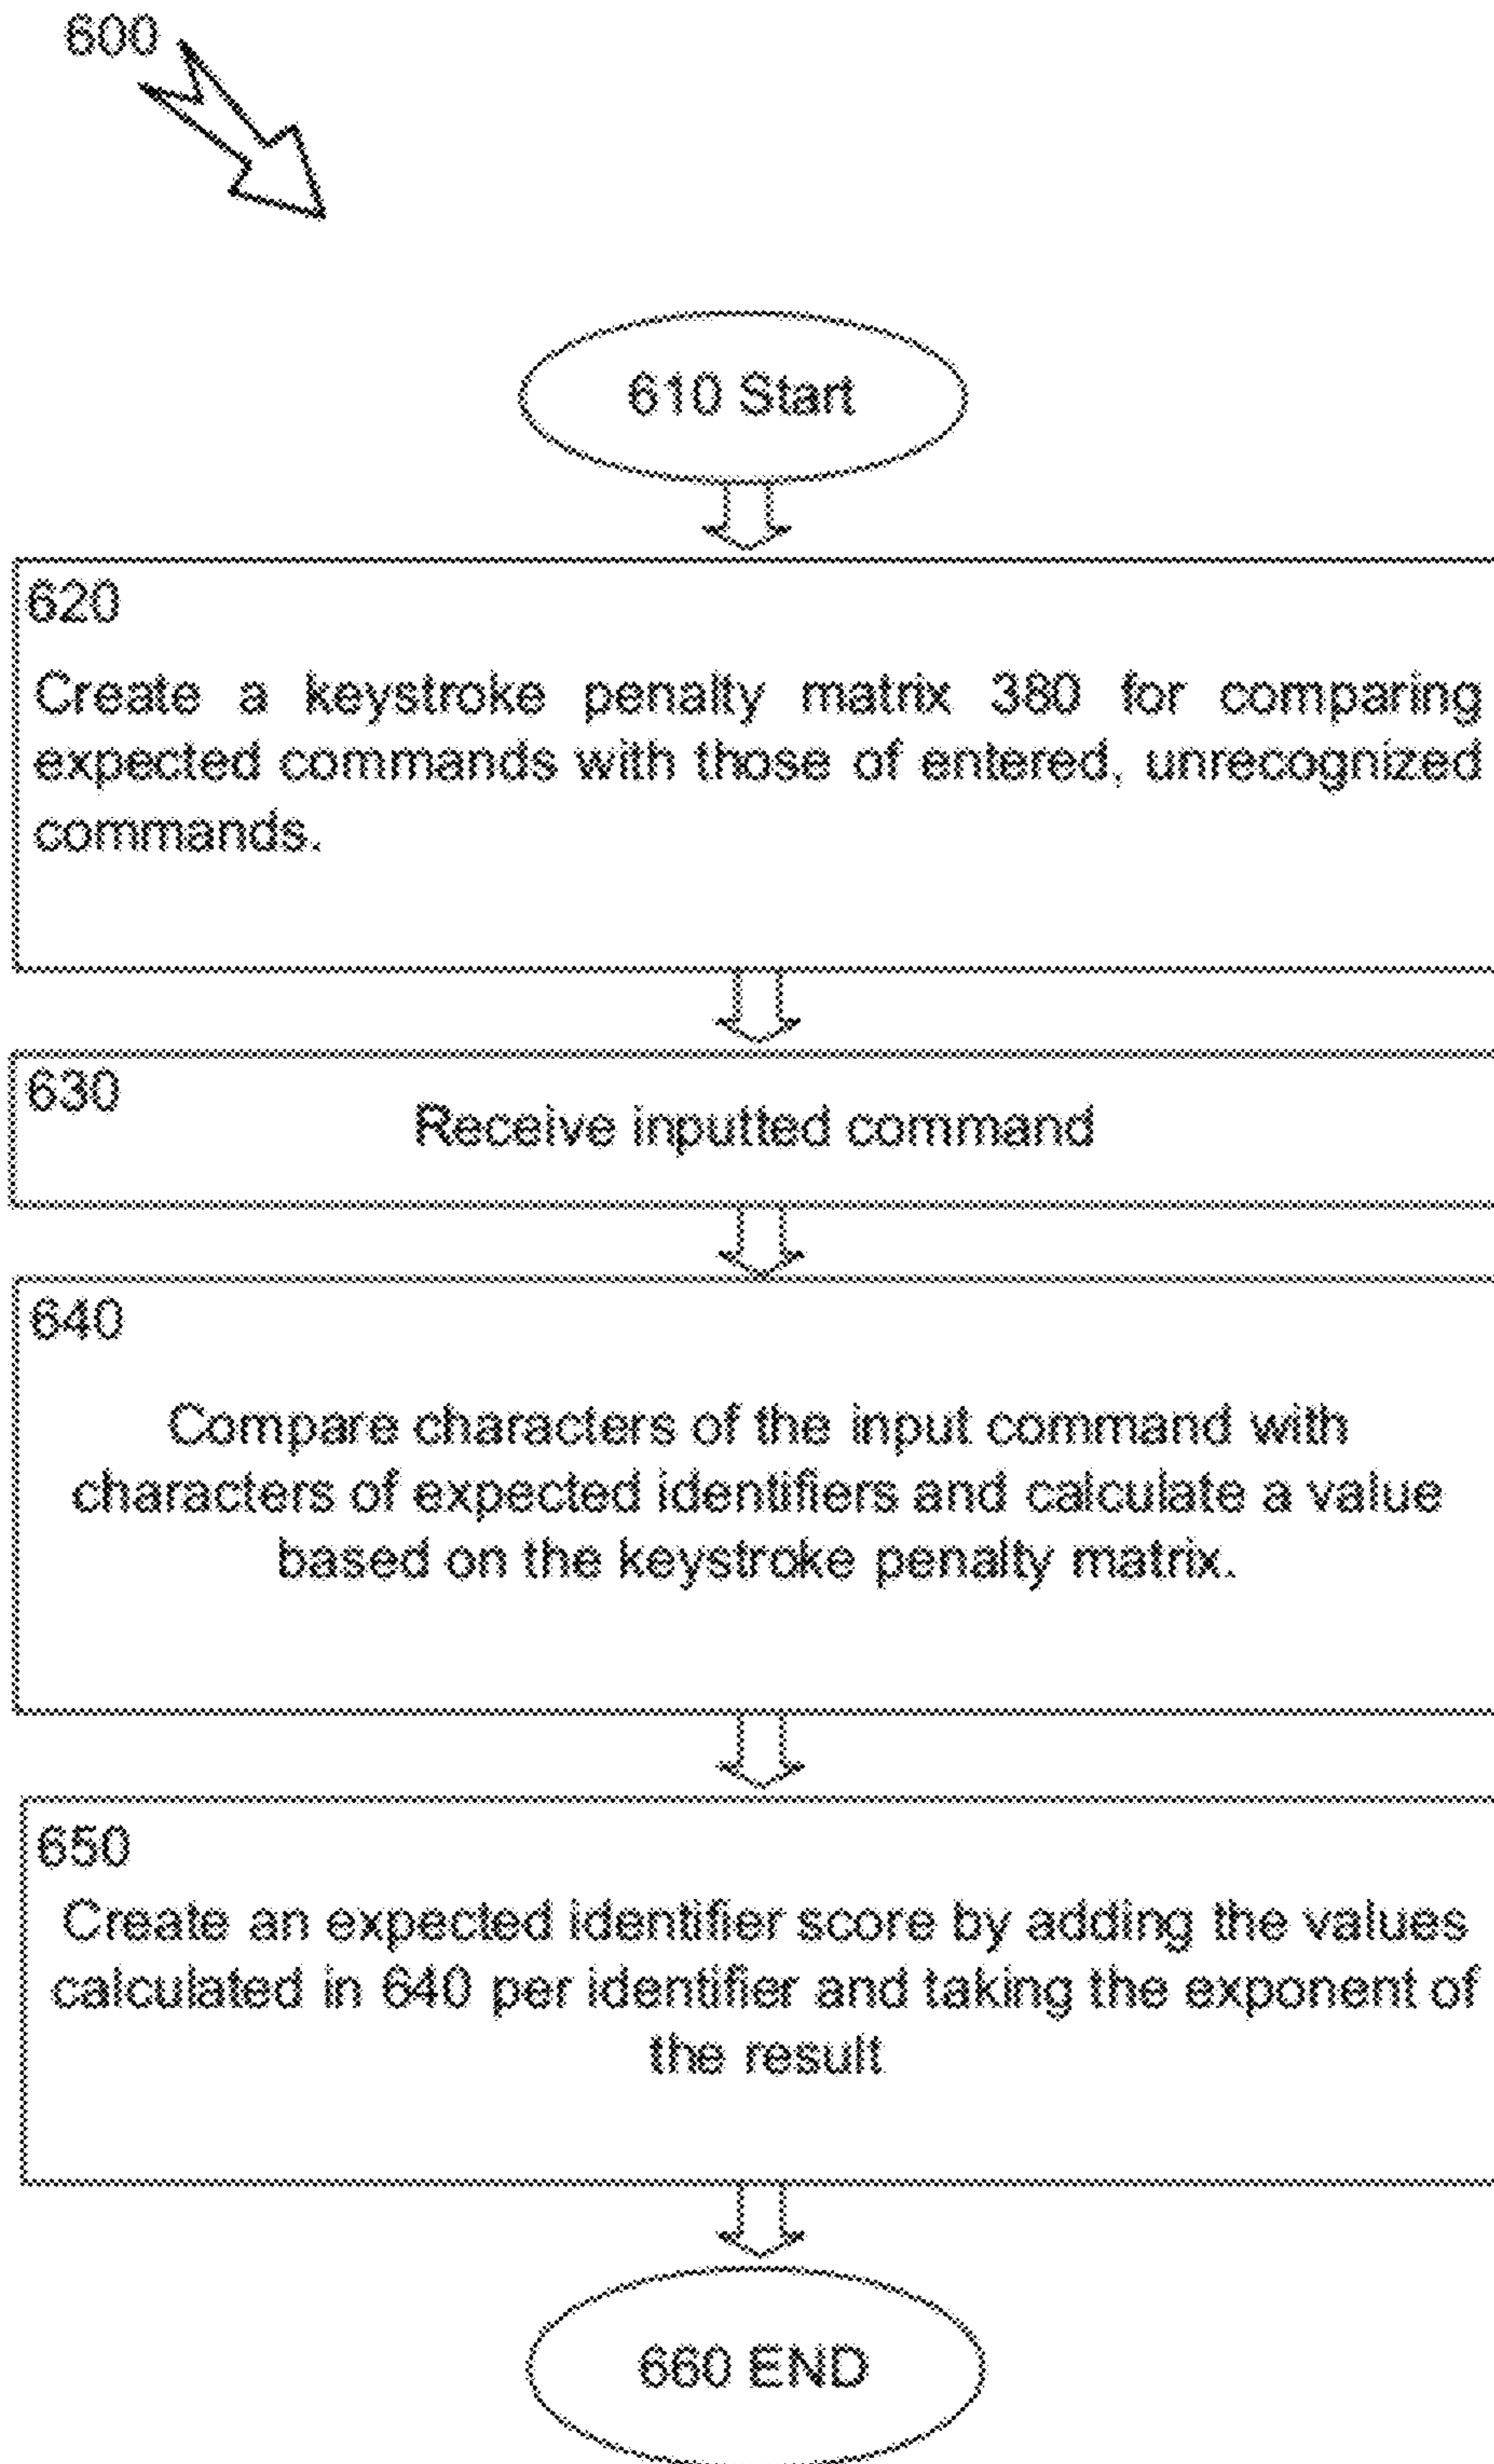 600
610 Start
620
Create a keystroke penalty matrix 380 for comparing
expected commands with those of entered, unrecognized
commands.
630
Receive inputted command
640
Compare characters of the input command with
characters of expected identifiers and calculate a value
based on the keystroke penalty matrix.
650
Create an expected identifier score by adding the values
calculated in 640 per identifier and taking the exponent of
the result
660 END